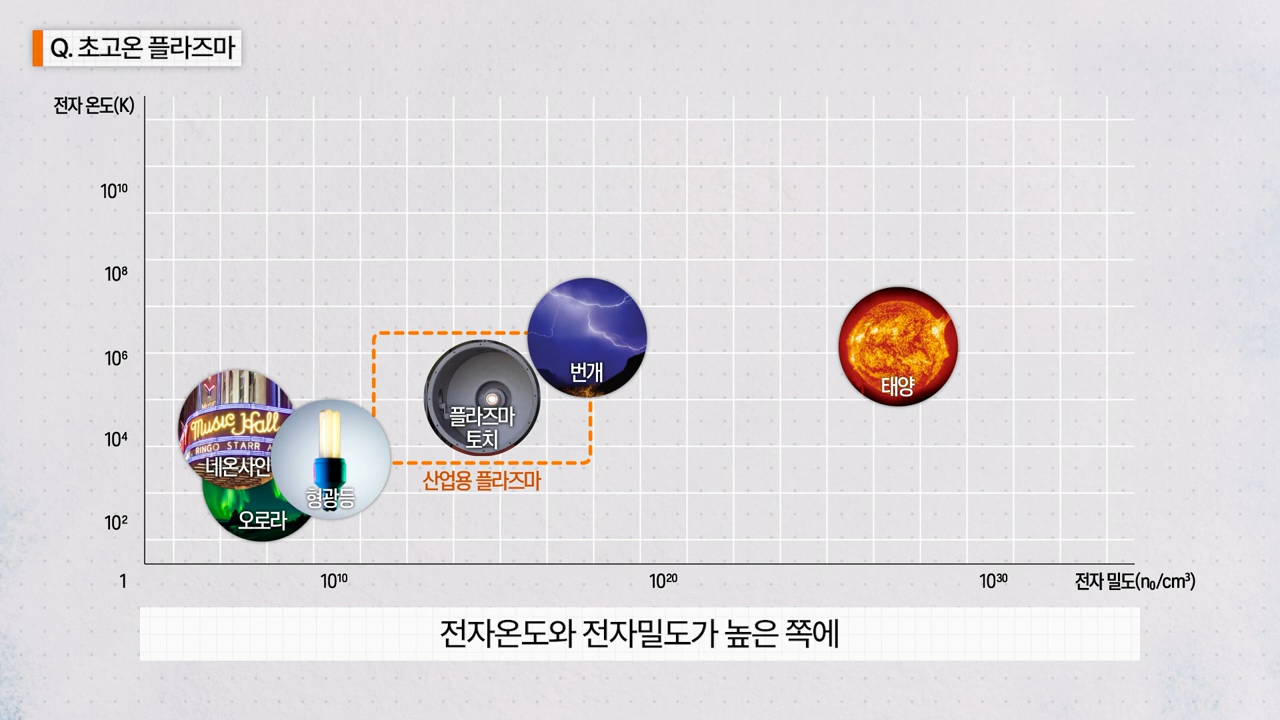 Q. 초고온 플라즈마
전자 온도(K)
10¹⁰
10⁸
10⁶
10⁴
10²
1
10¹⁰
10²⁰
10³⁰
전자 밀도(n₀/cm³)
Music Hall
RINGO STARR A
네온사인
오로라
형광등
플라즈마
토치
번개
태양
산업용 플라즈마
전자온도와 전자밀도가 높은 쪽에